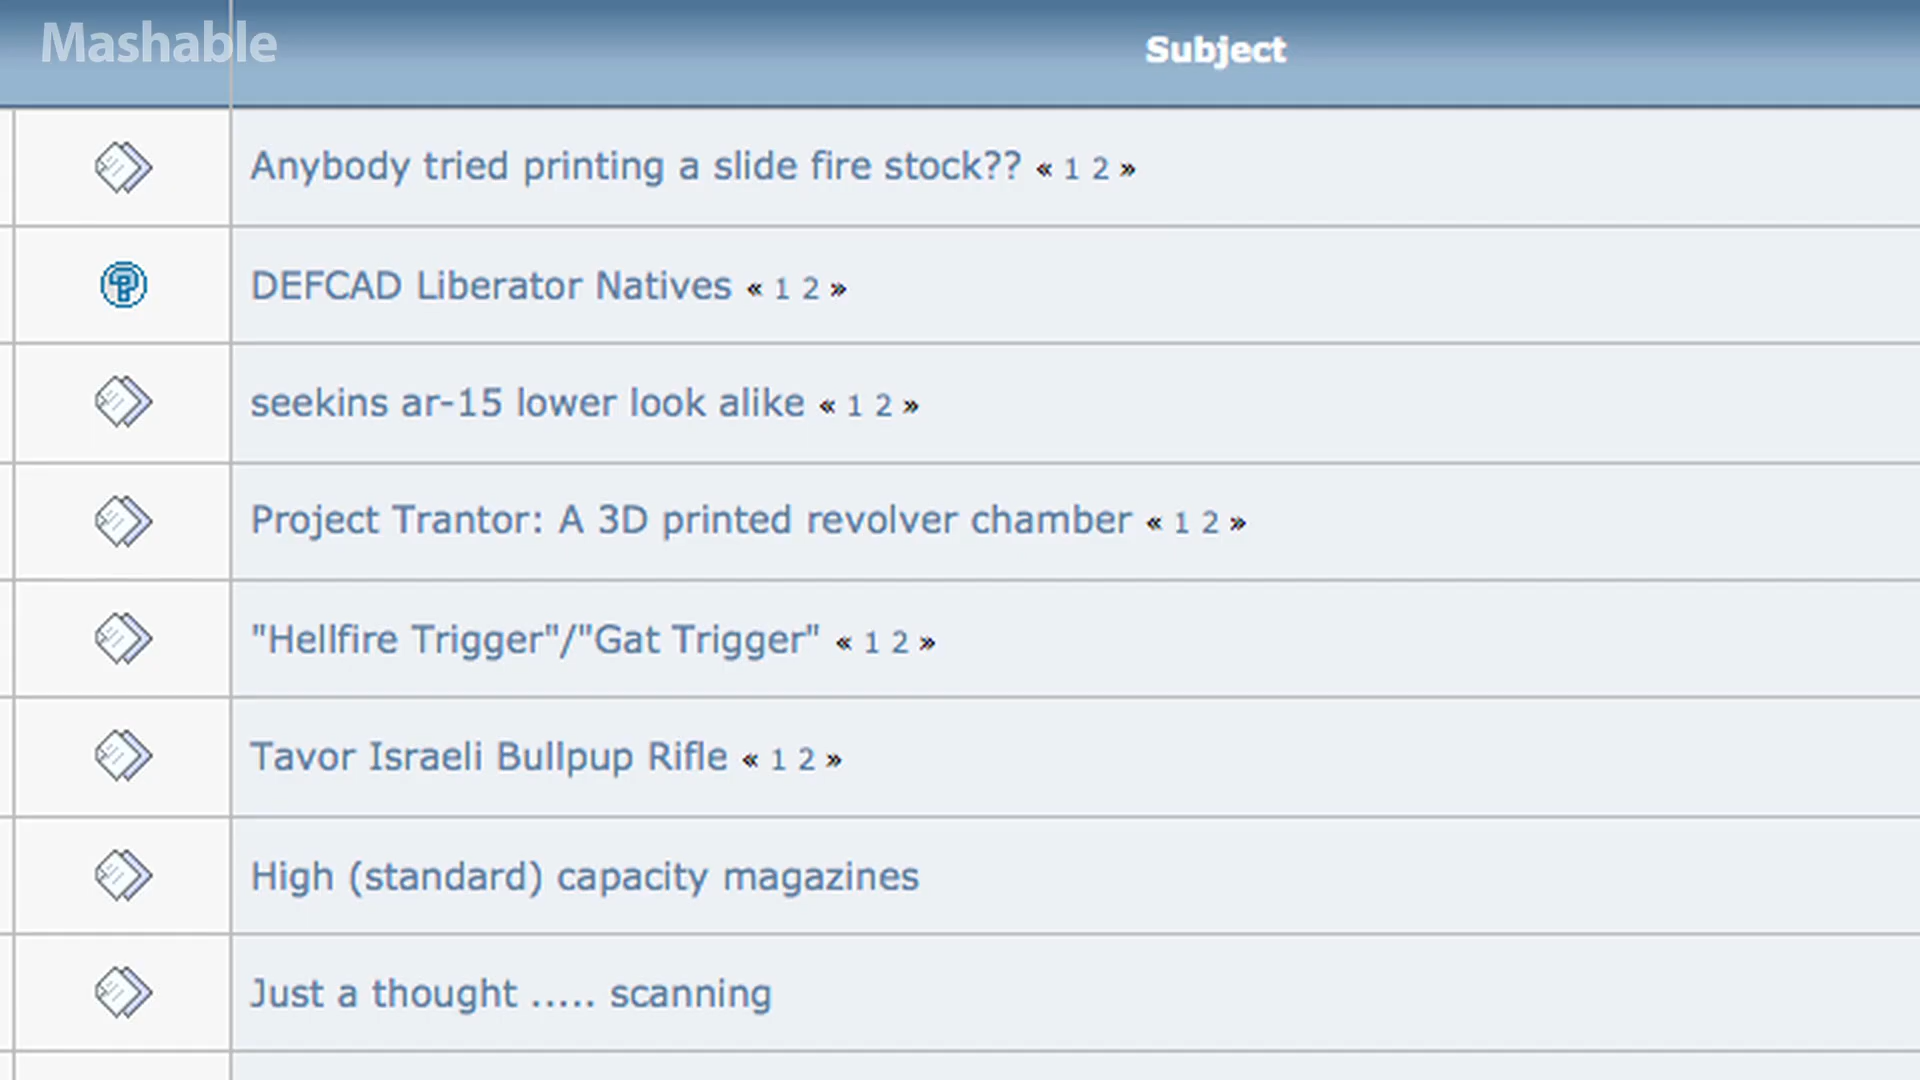 Mashable
Subject
Anybody tried printing a slide fire stock?? « 1 2 »
DEFCAD Liberator Natives « 1 2 »
seekins ar-15 lower look alike « 1 2 »
Project Trantor: A 3D printed revolver chamber « 1 2 »
"Hellfire Trigger"/"Gat Trigger" « 1 2 »
Tavor Israeli Bullpup Rifle « 1 2 »
High (standard) capacity magazines
Just a thought ..... scanning